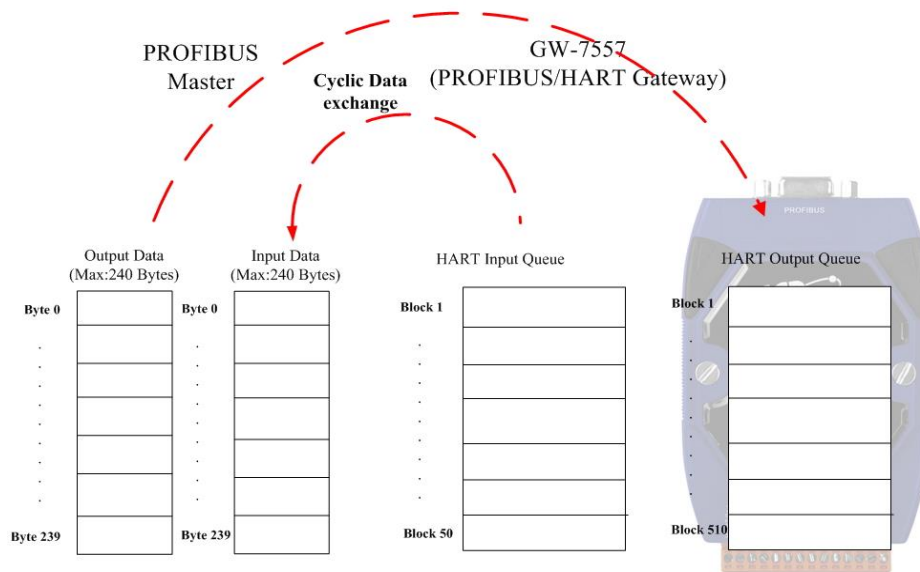 PROFIBUS
Master
GW-7557
(PROFIBUS/HART Gateway)
Cyclic Data
exchange
PROFIBUS
Output Data
(Max:240 Bytes)
Input Data
(Max:240 Bytes)
HART Input Queue
HART Output Queue
Byte 0
Byte 0
Block 1
Block 1
Byte 239
Byte 239
Block 50
Block 510